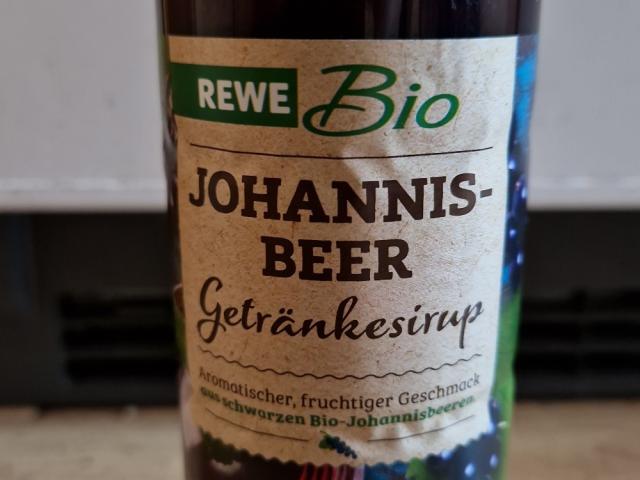 REWE Bio
JOHANNIS-
BEER
Getränkesirup
Aromatischer, fruchtiger Geschmack
aus schwarzen Bio-Johannisbeeren.